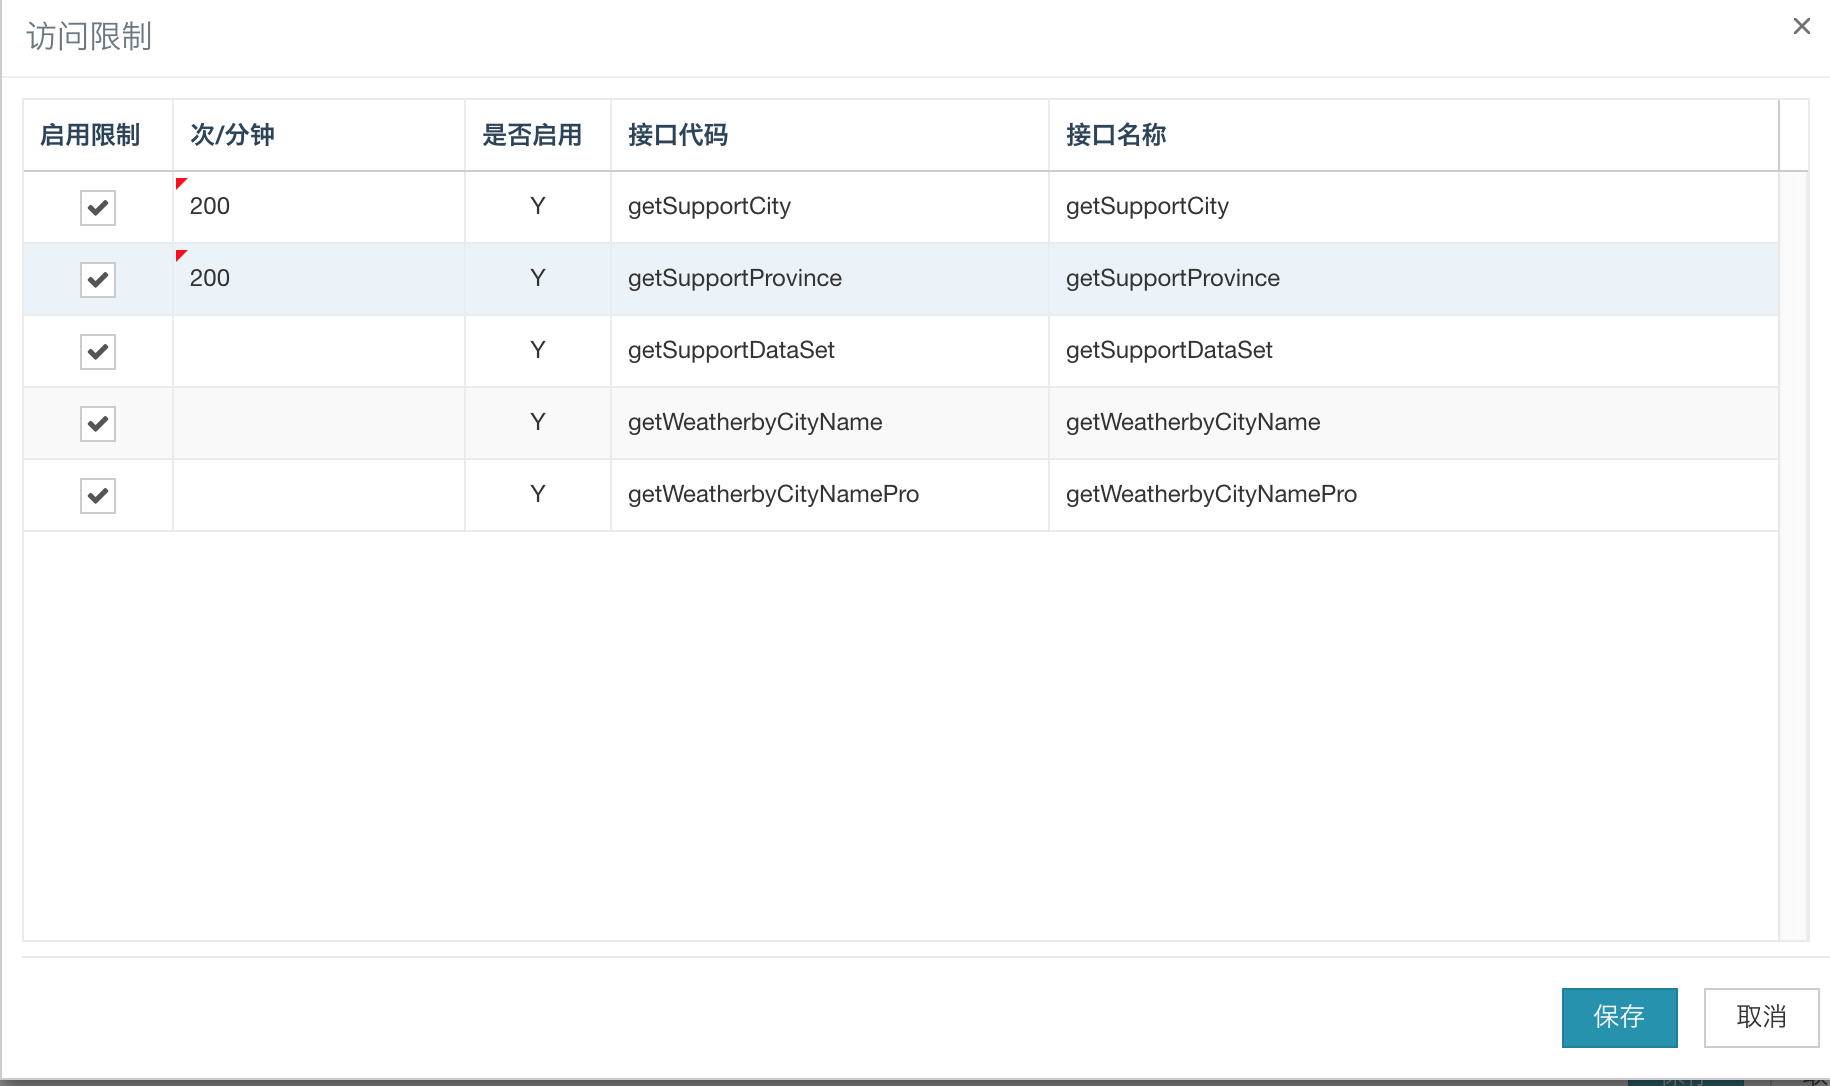 访问限制
启用限制 次/分钟 是否启用 接口代码 接口名称
200 Y getSupportCity getSupportCity
200 Y getSupportProvince getSupportProvince
Y getSupportDataSet getSupportDataSet
Y getWeatherbyCityName getWeatherbyCityName
Y getWeatherbyCityNamePro getWeatherbyCityNamePro
保存 取消